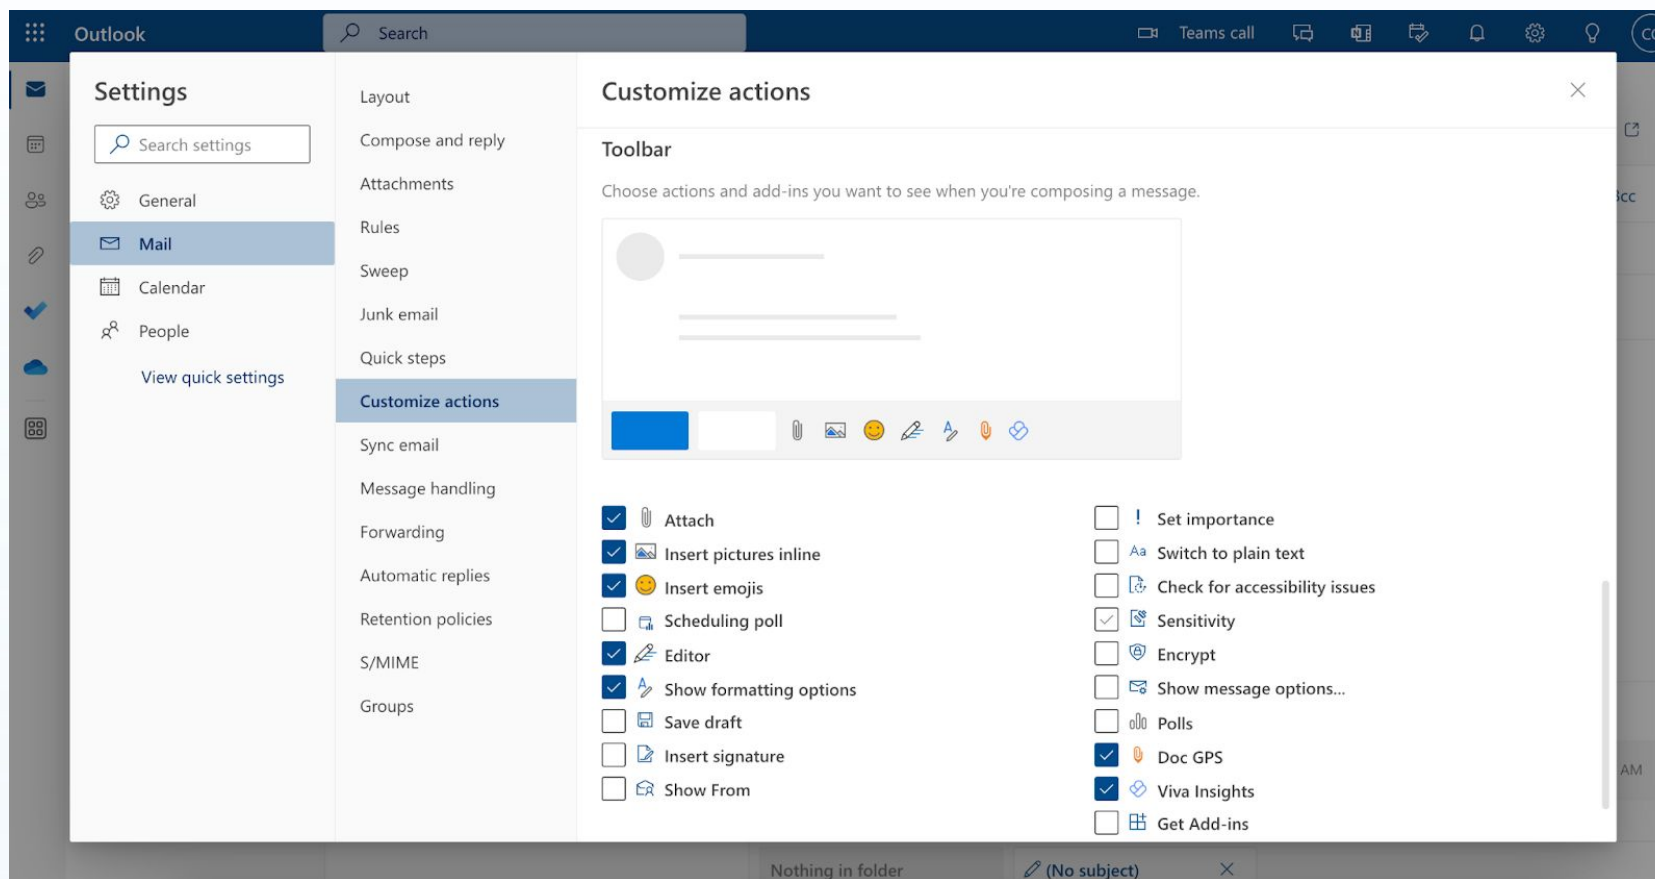 Outlook
Search
Teams call
Settings
Search settings
General
Mail
Calendar
People
View quick settings
Layout
Compose and reply
Attachments
Rules
Sweep
Junk email
Quick steps
Customize actions
Sync email
Message handling
Forwarding
Automatic replies
Retention policies
S/MIME
Groups
Customize actions
Toolbar
Choose actions and add-ins you want to see when you're composing a message.
Attach
Insert pictures inline
Insert emojis
Scheduling poll
Editor
Show formatting options
Save draft
Insert signature
Show From
Set importance
Aa Switch to plain text
Check for accessibility issues
Sensitivity
Encrypt
Show message options...
Polls
Doc GPS
Viva Insights
Get Add-ins
AM
Nothing in folder
(No subject)